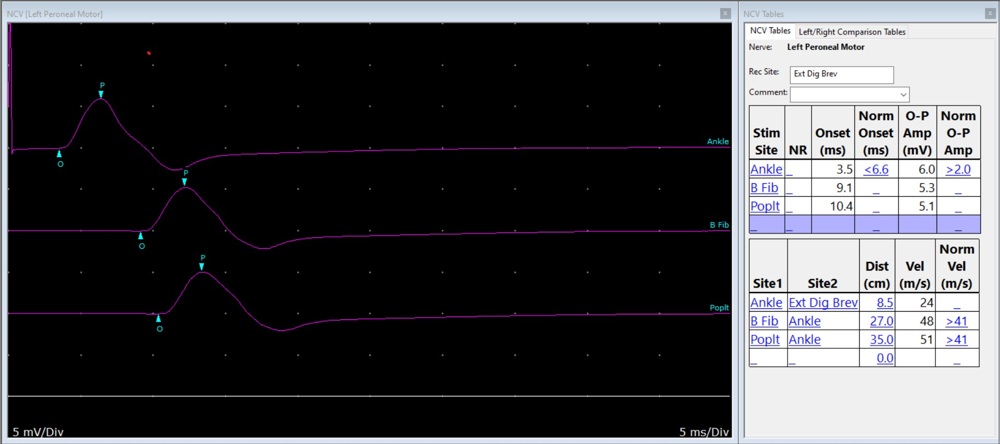 NCV [Left Peroneal Motor]
P
Ankle
O
P
B Fib
O
P
Poplt
O
5 mV/Div 5 ms/Div
NCV Tables
NCV Tables Left/Right Comparison Tables
Nerve: Left Peroneal Motor
Rec Site: Ext Dig Brev
Comment:
Stim Site NR Onset (ms) Norm Onset (ms) O-P Amp (mV) Norm O-P Amp
Ankle _ 3.5 <6.6 6.0 >2.0
B Fib _ 9.1 _ 5.3 _
Poplt _ 10.4 _ 5.1 _
_ _ _ _
Site1 Site2 Dist (cm) Vel (m/s) Norm Vel (m/s)
Ankle Ext Dig Brev 8.5 24 _
B Fib Ankle 27.0 48 >41
Poplt Ankle 35.0 51 >41
_ _ 0.0 _